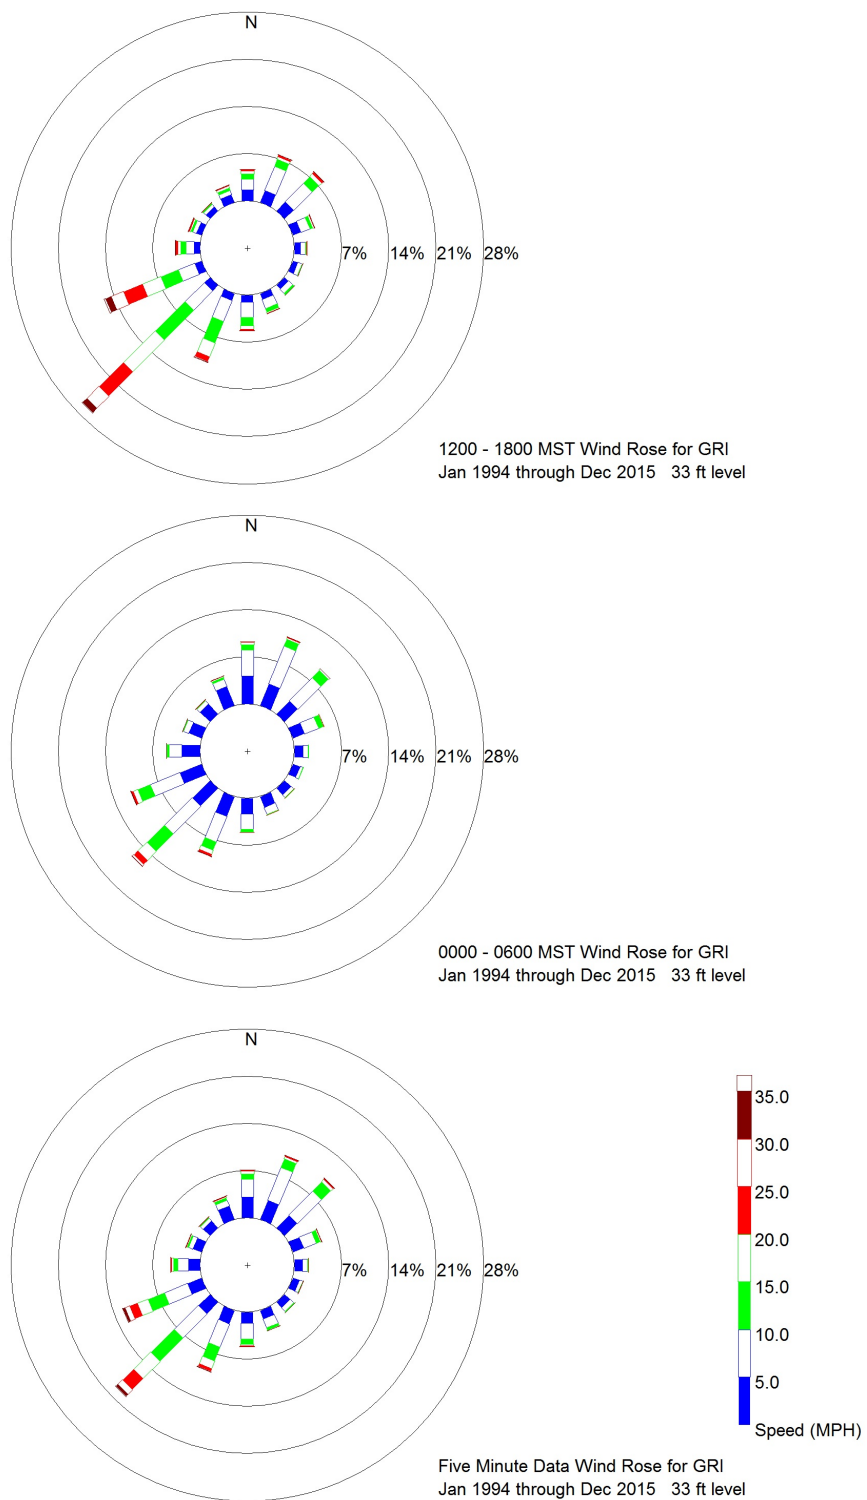 N
7% 14% 21% 28%
1200 - 1800 MST Wind Rose for GRI
Jan 1994 through Dec 2015 33 ft level
N
7% 14% 21% 28%
0000 - 0600 MST Wind Rose for GRI
Jan 1994 through Dec 2015 33 ft level
N
7% 14% 21% 28%
35.0
30.0
25.0
20.0
15.0
10.0
5.0
Speed (MPH)
Five Minute Data Wind Rose for GRI
Jan 1994 through Dec 2015 33 ft level